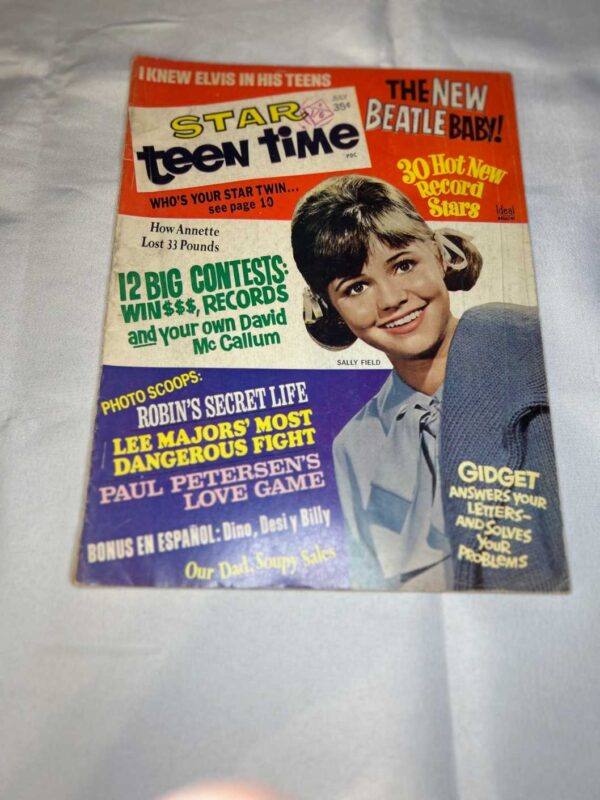 I KNEW ELVIS IN HIS TEENS
STAR
teen time
JULY
35¢
PDC
THE NEW
BEATLE BABY!
WHO'S YOUR STAR TWIN...
see page 10
30 Hot New
Record
Stars
Ideal
How Annette
Lost 33 Pounds
12 BIG CONTESTS:
WIN $$$, RECORDS
and your own David
Mc Callum
SALLY FIELD
PHOTO SCOOPS:
ROBIN'S SECRET LIFE
LEE MAJORS' MOST
DANGEROUS FIGHT
PAUL PETERSEN'S
LOVE GAME
BONUS EN ESPAÑOL: Dino, Desi y Billy
Our Dad, Soupy Sales
GIDGET
ANSWERS YOUR
LETTERS-
AND SOLVES
YOUR
PROBLEMS